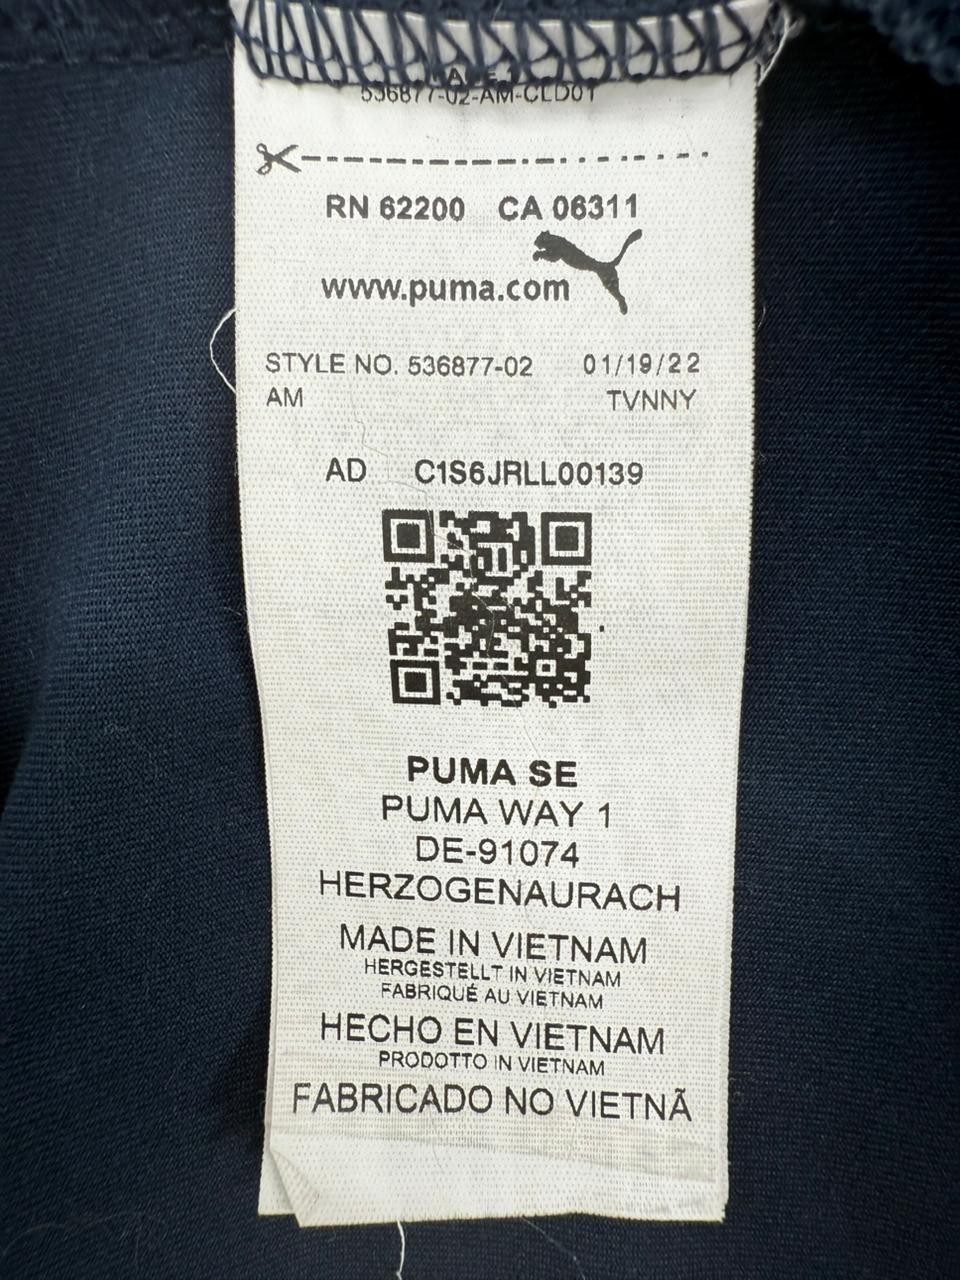 536877-02-AM-CLD01
RN 62200 CA 06311
www.puma.com
STYLE NO. 536877-02 01/19/22
AM TVNNY
AD C1S6JRLL00139
PUMA SE
PUMA WAY 1
DE-91074
HERZOGENAURACH
MADE IN VIETNAM
HERGESTELLT IN VIETNAM
FABRIQUÉ AU VIETNAM
HECHO EN VIETNAM
PRODOTTO IN VIETNAM
FABRICADO NO VIETNÃ